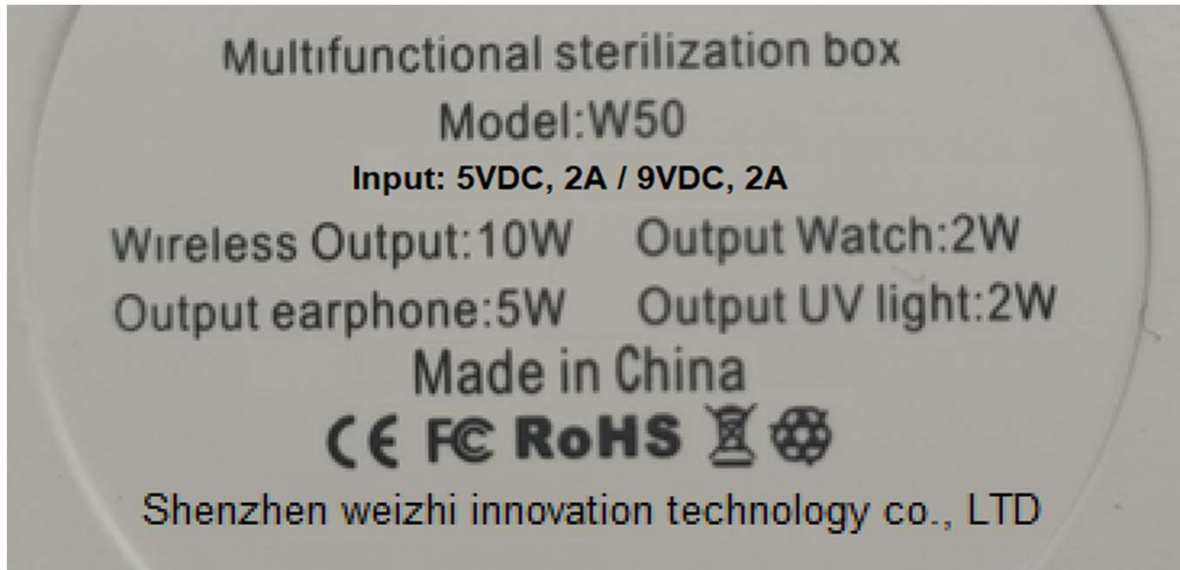 Multifunctional sterilization box
Model:W50
Input: 5VDC, 2A / 9VDC, 2A
Wireless Output:10W Output Watch:2W
Output earphone:5W Output UV light:2W
Made in China
CE FC RoHS
Shenzhen weizhi innovation technology co., LTD